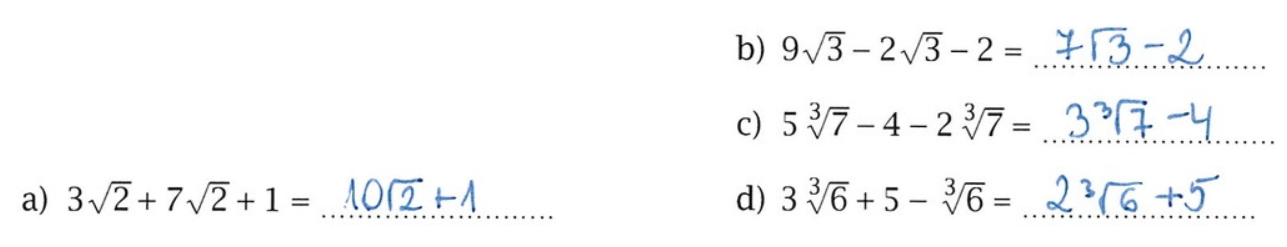 b) 9√3 – 2√3 – 2 = 7√3 - 2
c) 5 ∛7 – 4 – 2 ∛7 = 3∛7 - 4
a) 3√2 + 7√2 + 1 = 10√2 + 1
d) 3 ∛6 + 5 – ∛6 = 2∛6 + 5